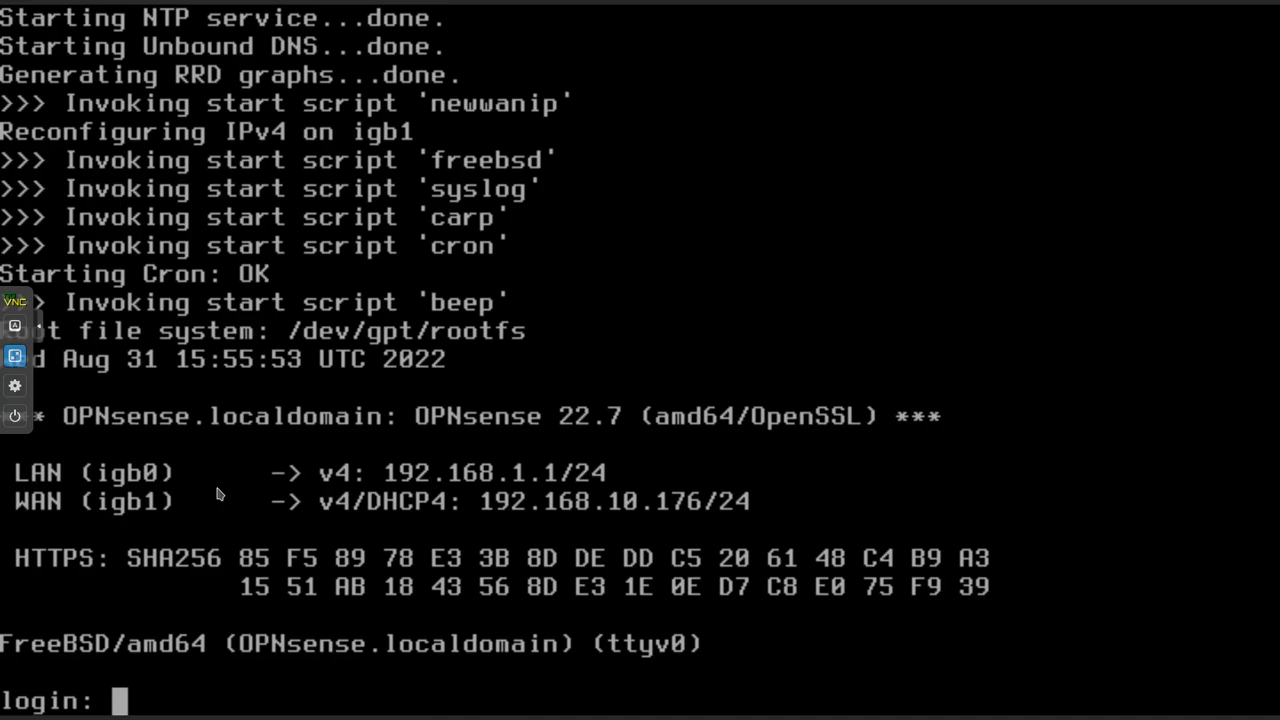 Starting NTP service...done.
Starting Unbound DNS...done.
Generating RRD graphs...done.
>>> Invoking start script 'newwanip'
Reconfiguring IPv4 on igb1
>>> Invoking start script 'freebsd'
>>> Invoking start script 'syslog'
>>> Invoking start script 'carp'
>>> Invoking start script 'cron'
Starting Cron: OK
VNC > Invoking start script 'beep'
A t file system: /dev/gpt/rootfs
d Aug 31 15:55:53 UTC 2022
* OPNsense.localdomain: OPNsense 22.7 (amd64/OpenSSL) ***
LAN (igb0) -> v4: 192.168.1.1/24
WAN (igb1) -> v4/DHCP4: 192.168.10.176/24
HTTPS: SHA256 85 F5 89 78 E3 3B 8D DE DD C5 20 61 48 C4 B9 A3
15 51 AB 18 43 56 8D E3 1E 0E D7 C8 E0 75 F9 39
FreeBSD/amd64 (OPNsense.localdomain) (ttyv0)
login: